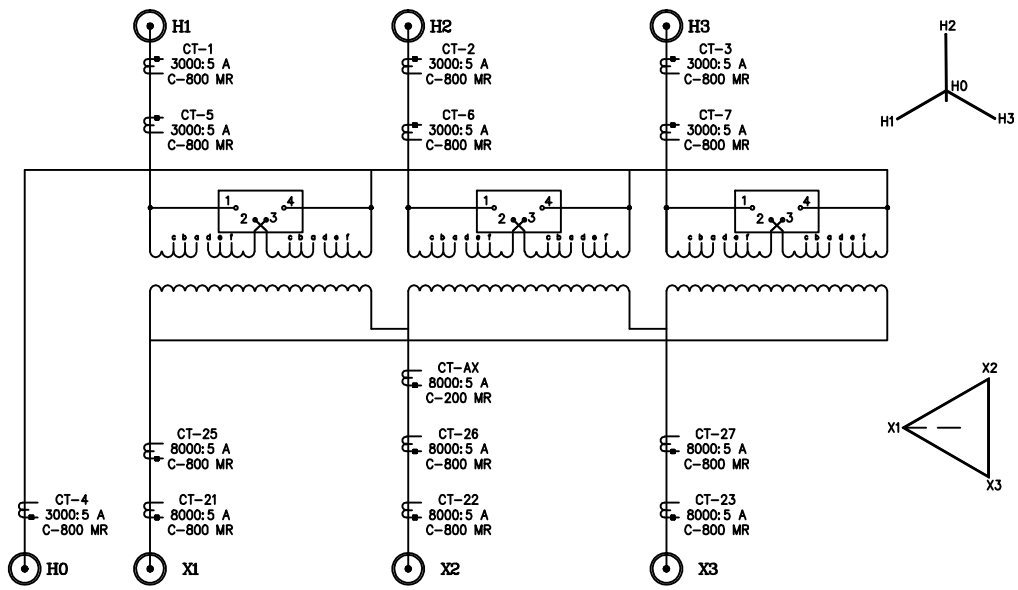 H1
H2
H3
CT-1
3000:5 A
C-800 MR
CT-2
3000:5 A
C-800 MR
CT-3
3000:5 A
C-800 MR
H2
H0
H1
H3
CT-5
3000:5 A
C-800 MR
CT-6
3000:5 A
C-800 MR
CT-7
3000:5 A
C-800 MR
1 4
2 3
1 4
2 3
1 4
2 3
c b a d e f c b a d e f
c b a d e f c b a d e f
c b a d e f c b a d e f
CT-AX
8000:5 A
C-200 MR
X2
X1
X3
CT-25
8000:5 A
C-800 MR
CT-26
8000:5 A
C-800 MR
CT-27
8000:5 A
C-800 MR
CT-4
3000:5 A
C-800 MR
CT-21
8000:5 A
C-800 MR
CT-22
8000:5 A
C-800 MR
CT-23
8000:5 A
C-800 MR
H0
X1
X2
X3